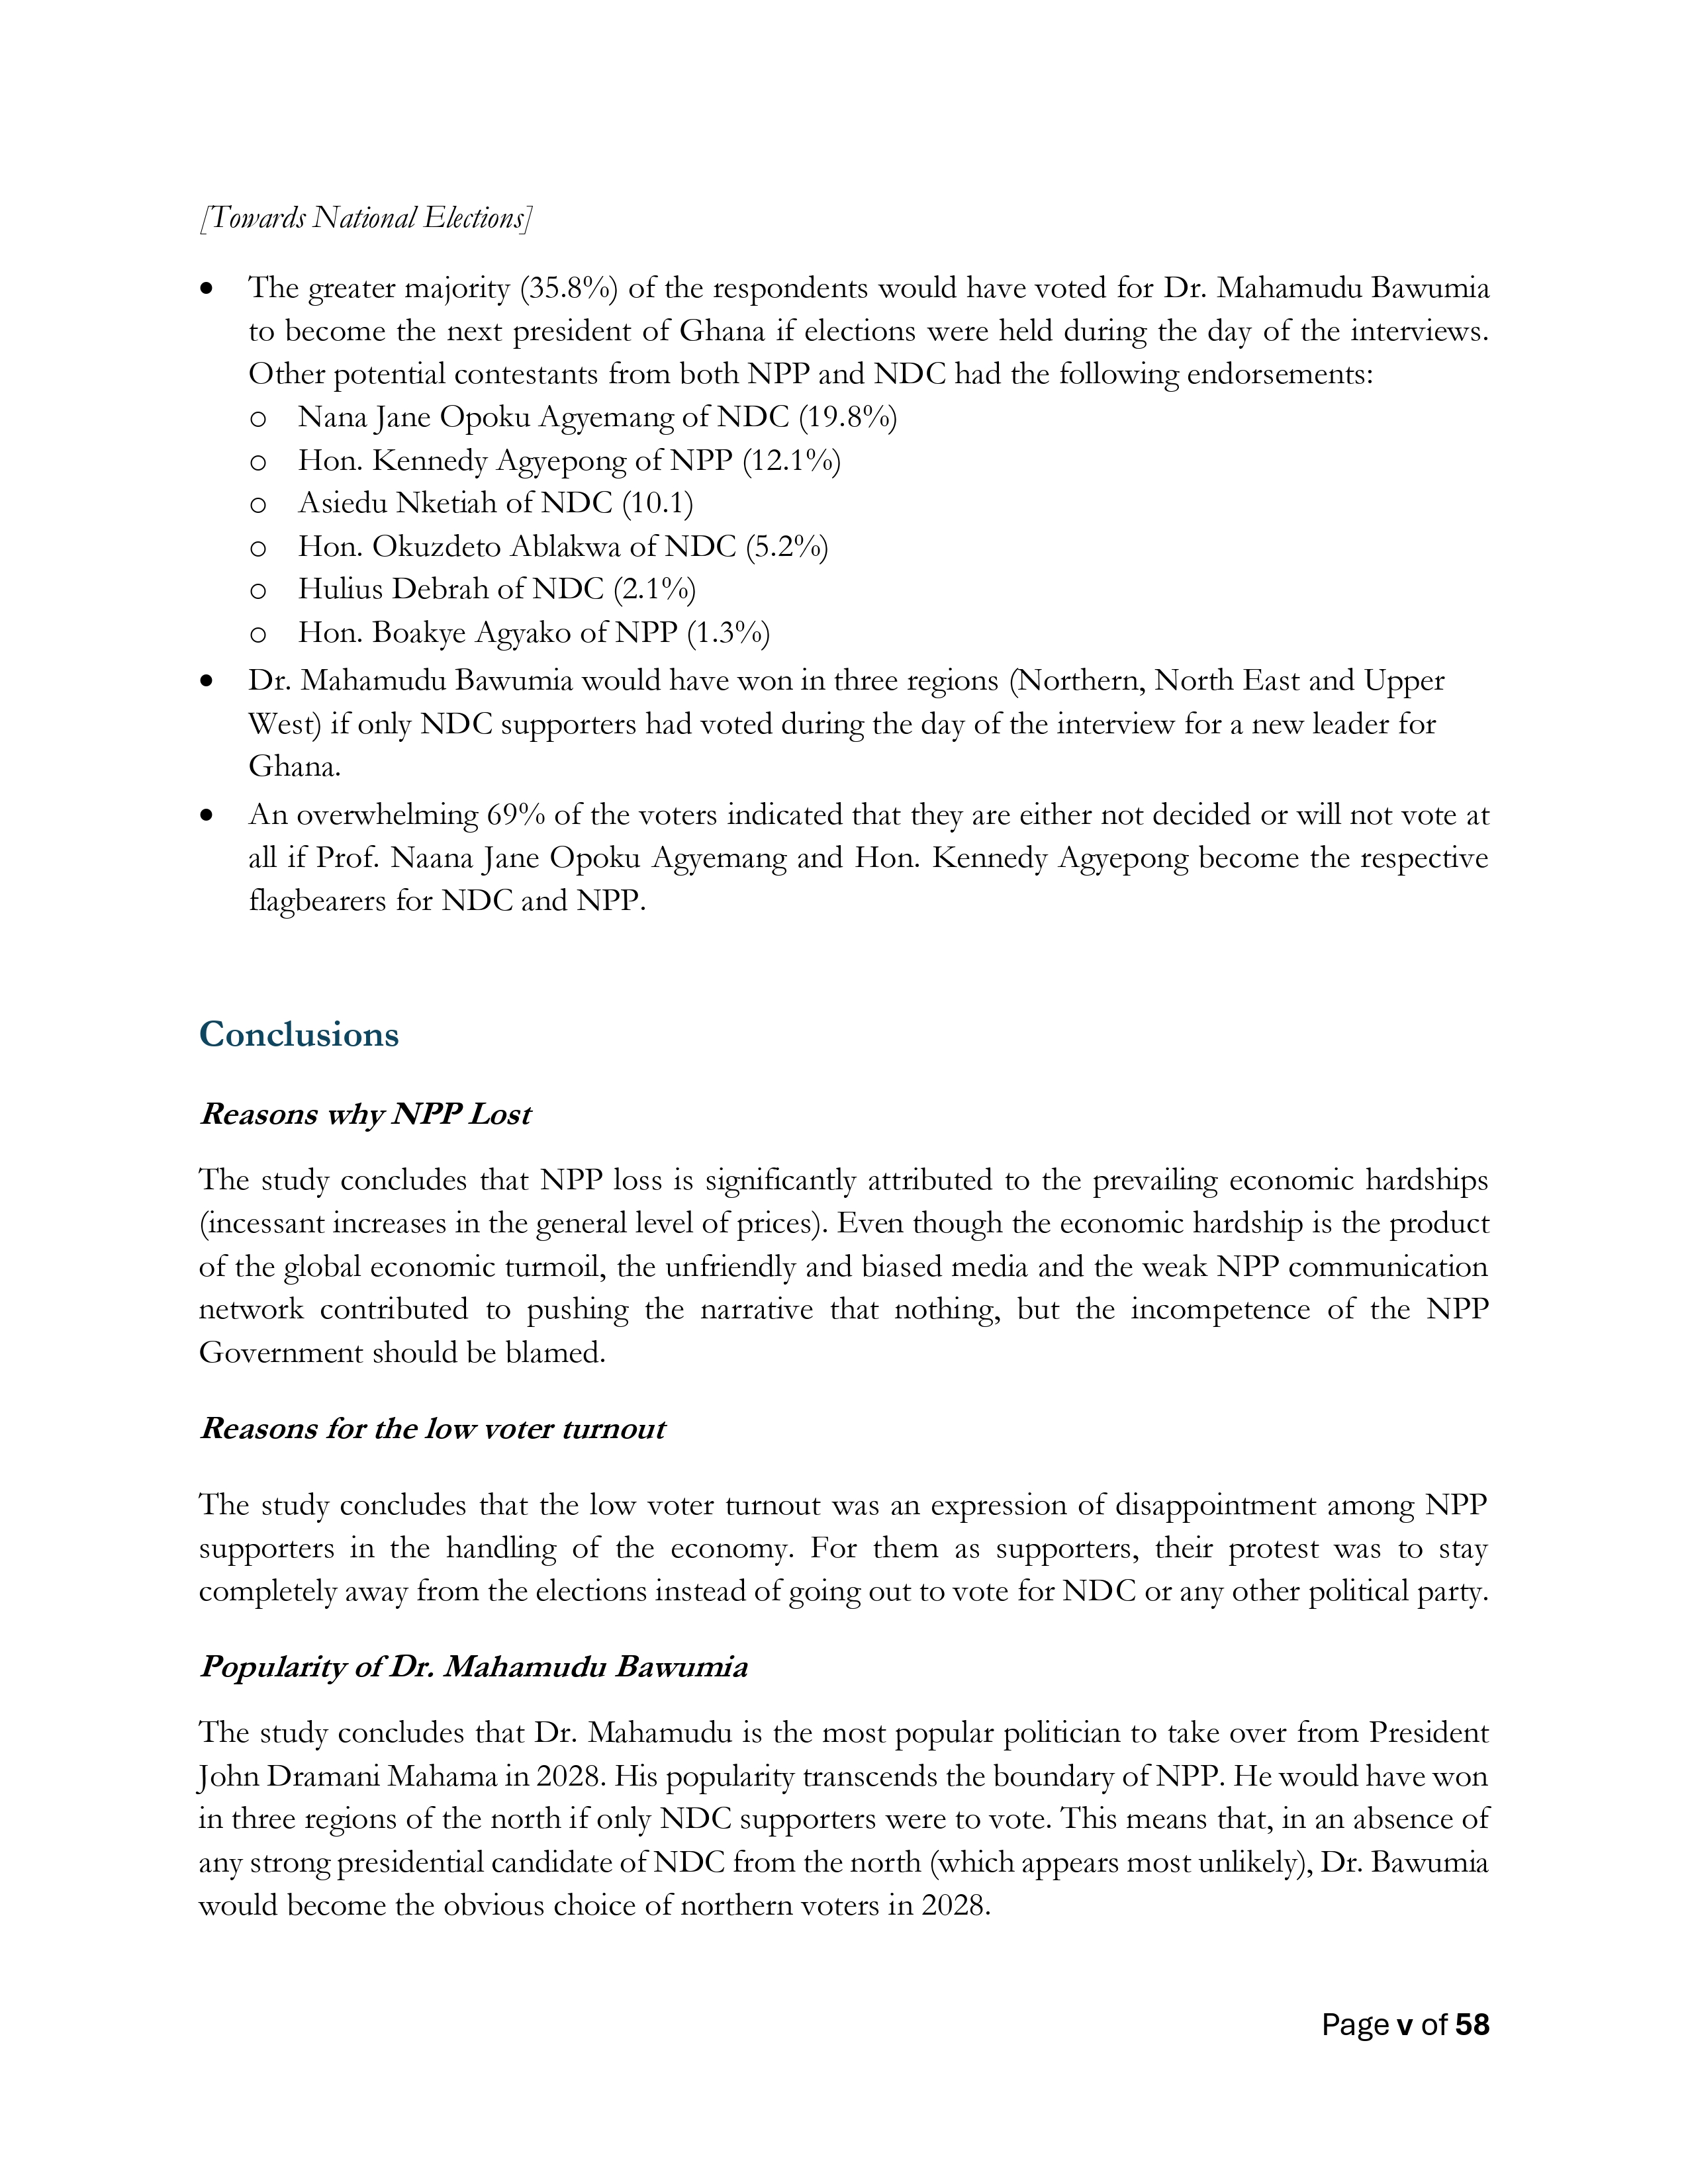 [Towards National Elections]
• The greater majority (35.8%) of the respondents would have voted for Dr. Mahamudu Bawumia
to become the next president of Ghana if elections were held during the day of the interviews.
Other potential contestants from both NPP and NDC had the following endorsements:
o Nana Jane Opoku Agyemang of NDC (19.8%)
o Hon. Kennedy Agyepong of NPP (12.1%)
o Asiedu Nketiah of NDC (10.1)
o Hon. Okuzdeto Ablakwa of NDC (5.2%)
o Hulius Debrah of NDC (2.1%)
o Hon. Boakye Agyako of NPP (1.3%)
• Dr. Mahamudu Bawumia would have won in three regions (Northern, North East and Upper
West) if only NDC supporters had voted during the day of the interview for a new leader for
Ghana.
• An overwhelming 69% of the voters indicated that they are either not decided or will not vote at
all if Prof. Naana Jane Opoku Agyemang and Hon. Kennedy Agyepong become the respective
flagbearers for NDC and NPP.
Conclusions
Reasons why NPP Lost
The study concludes that NPP loss is significantly attributed to the prevailing economic hardships
(incessant increases in the general level of prices). Even though the economic hardship is the product
of the global economic turmoil, the unfriendly and biased media and the weak NPP communication
network contributed to pushing the narrative that nothing, but the incompetence of the NPP
Government should be blamed.
Reasons for the low voter turnout
The study concludes that the low voter turnout was an expression of disappointment among NPP
supporters in the handling of the economy. For them as supporters, their protest was to stay
completely away from the elections instead of going out to vote for NDC or any other political party.
Popularity of Dr. Mahamudu Bawumia
The study concludes that Dr. Mahamudu is the most popular politician to take over from President
John Dramani Mahama in 2028. His popularity transcends the boundary of NPP. He would have won
in three regions of the north if only NDC supporters were to vote. This means that, in an absence of
any strong presidential candidate of NDC from the north (which appears most unlikely), Dr. Bawumia
would become the obvious choice of northern voters in 2028.
Page v of 58